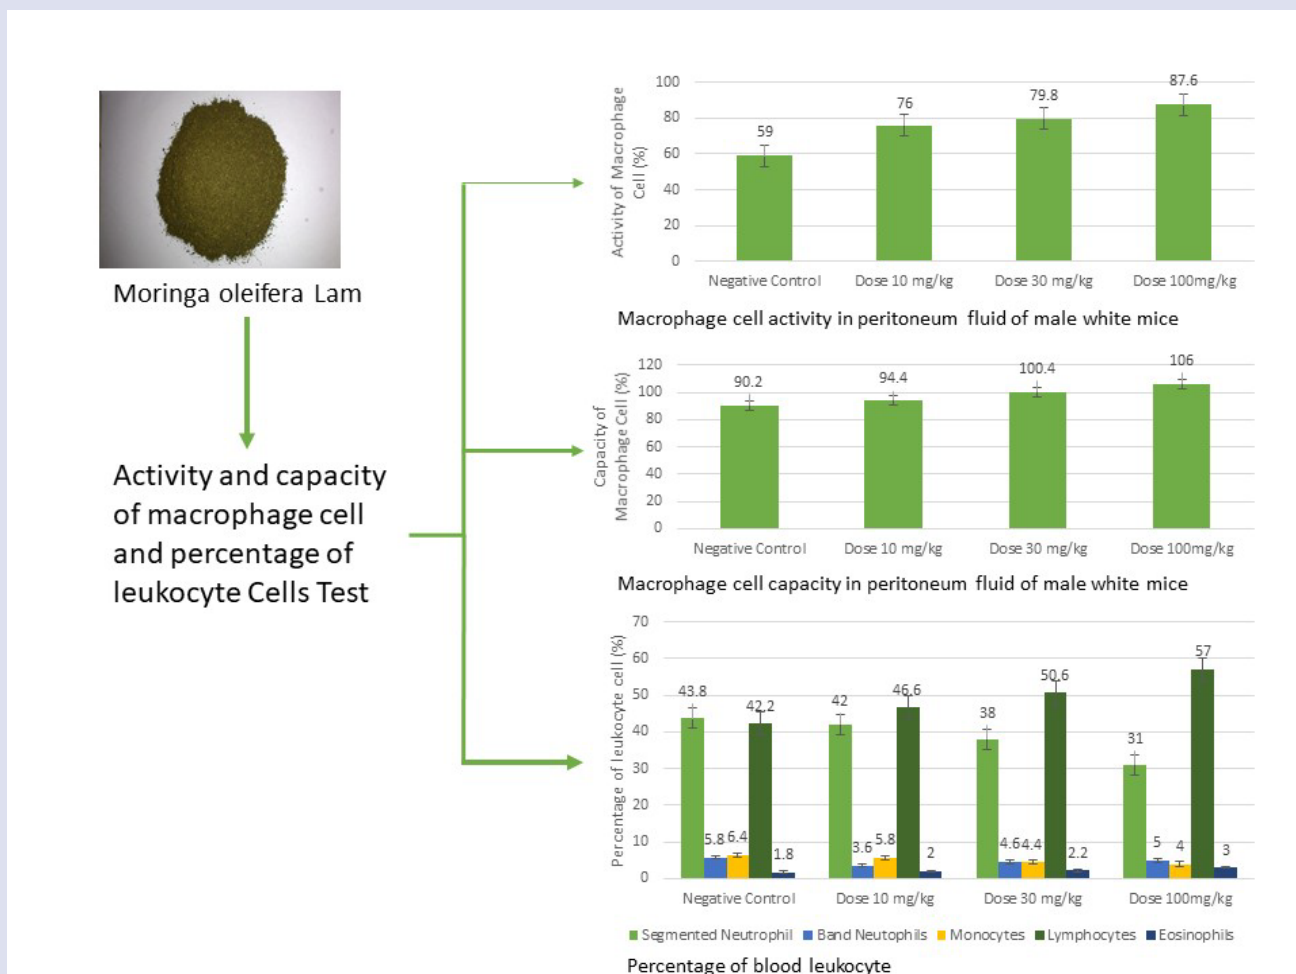 Moringa oleifera Lam
Activity and capacity
of macrophage cell
and percentage of
leukocyte Cells Test
Activity of Macrophage
Cell (%)
100
80
60
40
20
0
59
76
79.8
87.6
Negative Control
Dose 10 mg/kg
Dose 30 mg/kg
Dose 100mg/kg
Macrophage cell activity in peritoneum fluid of male white mice
Capacity of
Macrophage Cell (%)
120
100
80
60
40
20
0
90.2
94.4
100.4
106
Negative Control
Dose 10 mg/kg
Dose 30 mg/kg
Dose 100mg/kg
Macrophage cell capacity in peritoneum fluid of male white mice
Percentage of leukocyte cell (%)
70
60
50
40
30
20
10
0
43.8
5.8
6.4
42.2
1.8
42
3.6
5.8
46.6
2
38
4.6
4.4
50.6
2.2
31
5
4
57
3
Negative Control
Dose 10 mg/kg
Dose 30 mg/kg
Dose 100mg/kg
Segmented Neutrophil
Band Neutophils
Monocytes
Lymphocytes
Eosinophils
Percentage of blood leukocyte